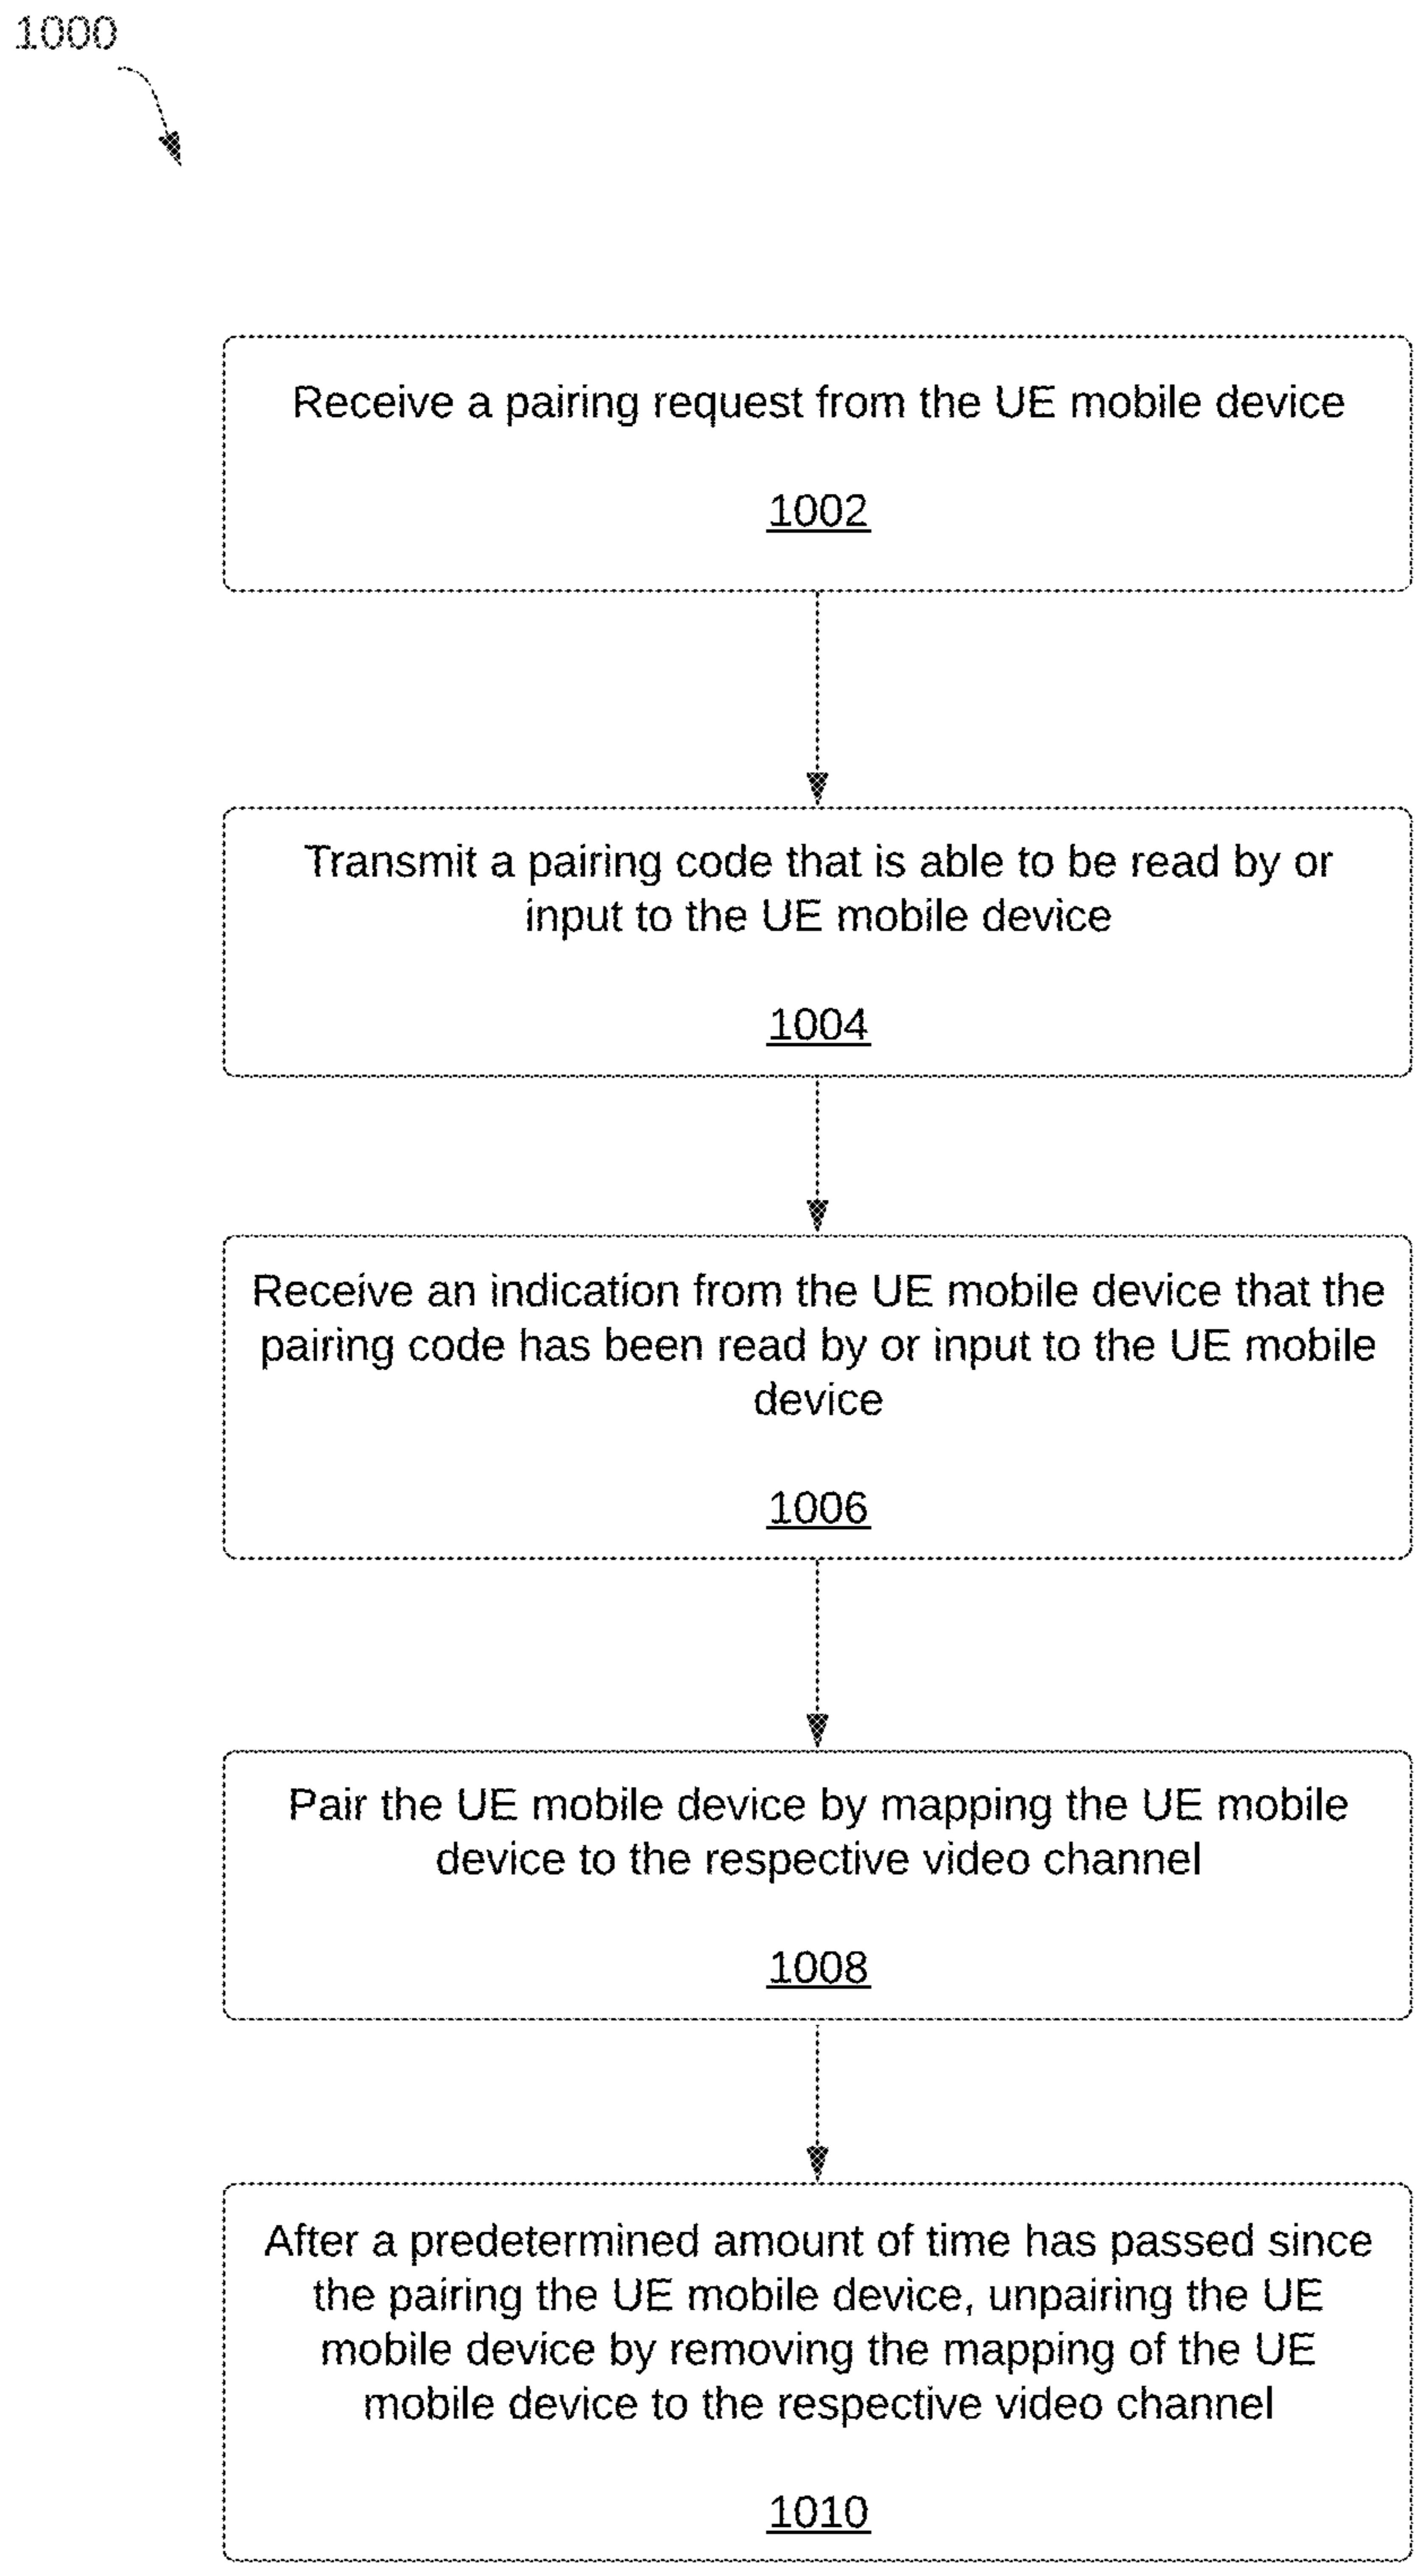 1000
Receive a pairing request from the UE mobile device
1002
Transmit a pairing code that is able to be read by or
input to the UE mobile device
1004
Receive an indication from the UE mobile device that the
pairing code has been read by or input to the UE mobile
device
1006
Pair the UE mobile device by mapping the UE mobile
device to the respective video channel
1008
After a predetermined amount of time has passed since
the pairing the UE mobile device, unpairing the UE
mobile device by removing the mapping of the UE
mobile device to the respective video channel
1010